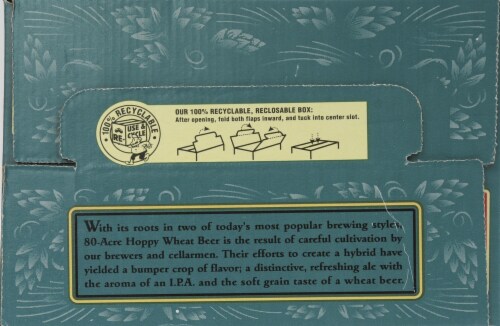 100% RECYCLABLE
RE-USE & CYCLE
OUR 100% RECYCLABLE, RECLOSABLE BOX:
After opening, fold both flaps inward, and tuck into center slot.
With its roots in two of today's most popular brewing styles,
80-Acre Hoppy Wheat Beer is the result of careful cultivation by
our brewers and cellarmen. Their efforts to create a hybrid have
yielded a bumper crop of flavor; a distinctive, refreshing ale with
the aroma of an I.P.A. and the soft grain taste of a wheat beer.